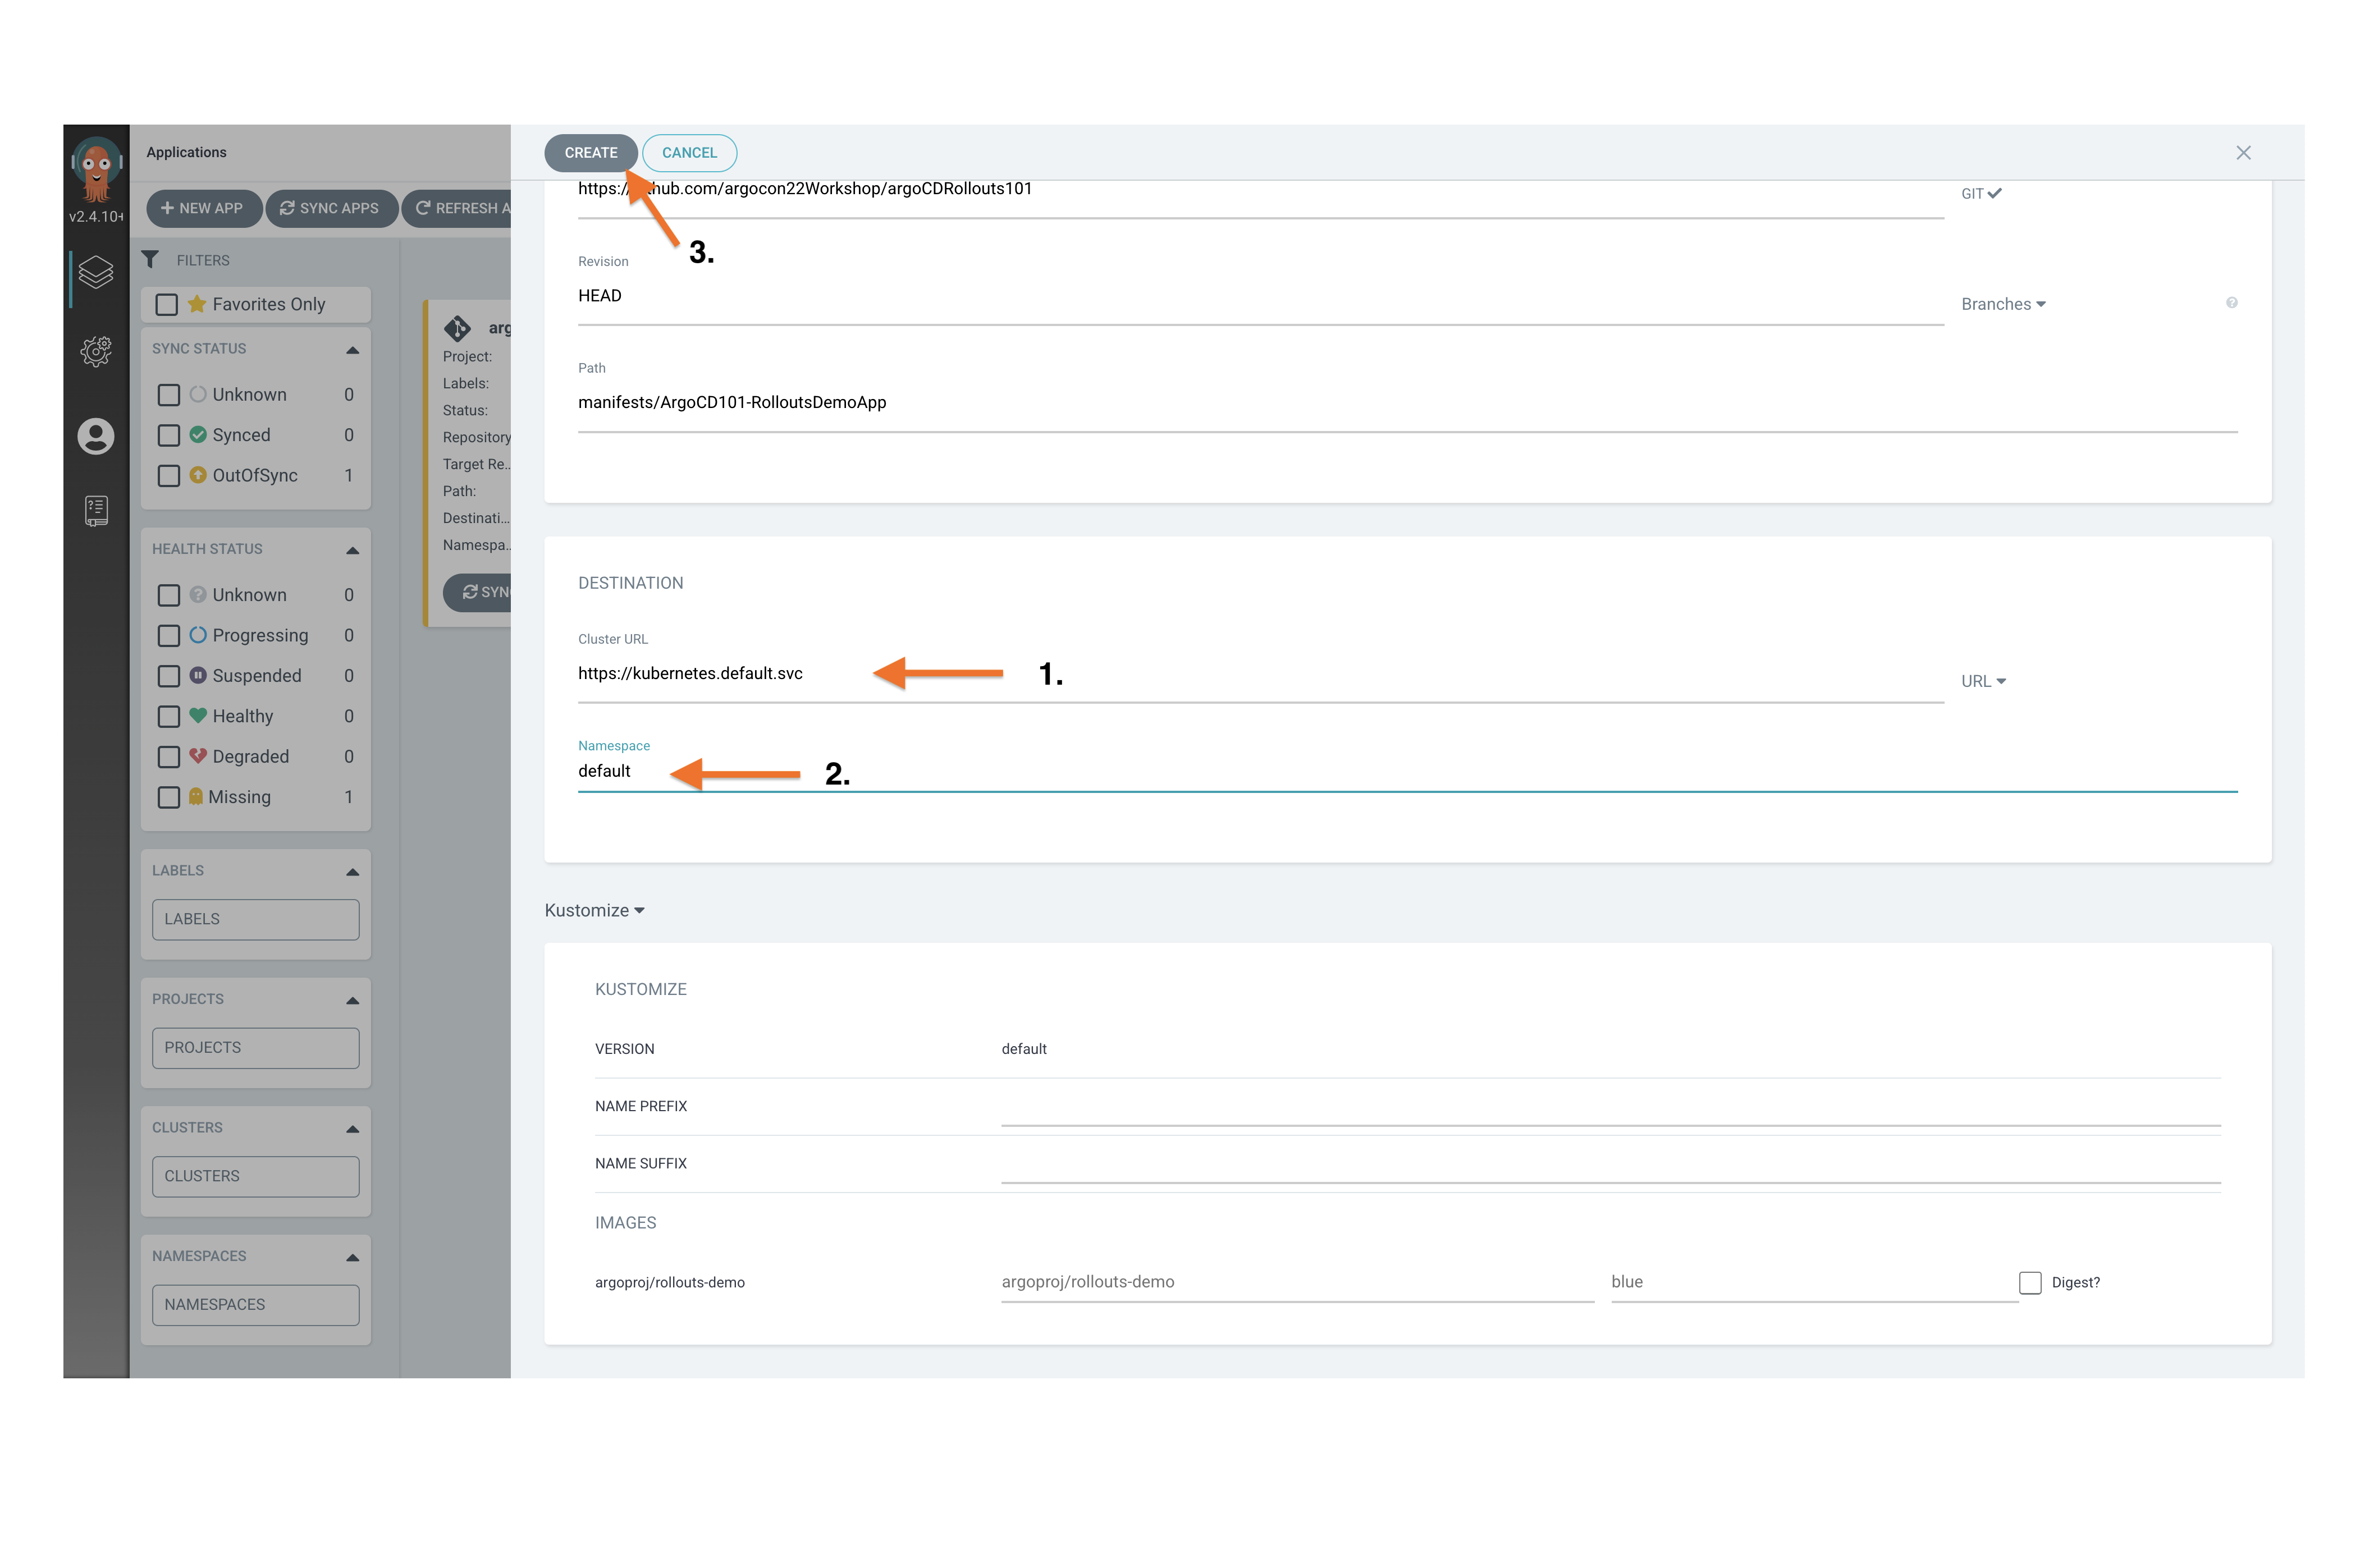 Applications
v2.4.10+
NEW APP
SYNC APPS
REFRESH A
FILTERS
Favorites Only
SYNC STATUS
Unknown 0
Synced 0
OutOfSync 1
HEALTH STATUS
Unknown 0
Progressing 0
Suspended 0
Healthy 0
Degraded 0
Missing 1
LABELS
LABELS
PROJECTS
PROJECTS
CLUSTERS
CLUSTERS
NAMESPACES
NAMESPACES
arg
Project:
Labels:
Status:
Repository
Target Re...
Path:
Destinati...
Namespa...
SYN
CREATE
CANCEL
hub.com/argocon22Workshop/argoCDRollouts101
GIT
3.
Revision
HEAD
Branches
Path
manifests/ArgoCD101-RolloutsDemoApp
DESTINATION
Cluster URL
https://kubernetes.default.svc
1.
URL
Namespace
default
2.
Kustomize
KUSTOMIZE
VERSION default
NAME PREFIX
NAME SUFFIX
IMAGES
argoproj/rollouts-demo argoproj/rollouts-demo blue Digest?